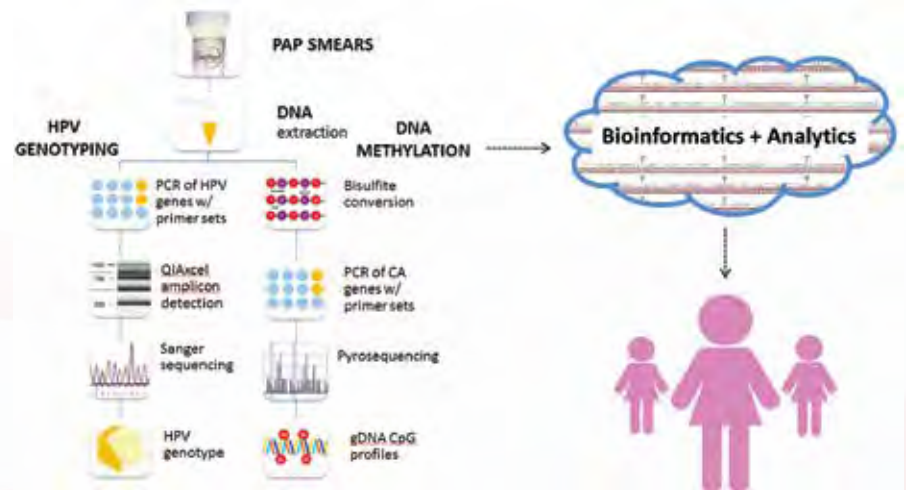 PAP SMEARS
DNA
extraction
HPV
GENOTYPING
DNA
METHYLATION
PCR of HPV
genes w/
primer sets
Bisulfite
conversion
QIAxcel
amplicon
detection
PCR of CA
genes w/
primer sets
Sanger
sequencing
Pyrosequencing
HPV
genotype
gDNA CpG
profiles
Bioinformatics + Analytics